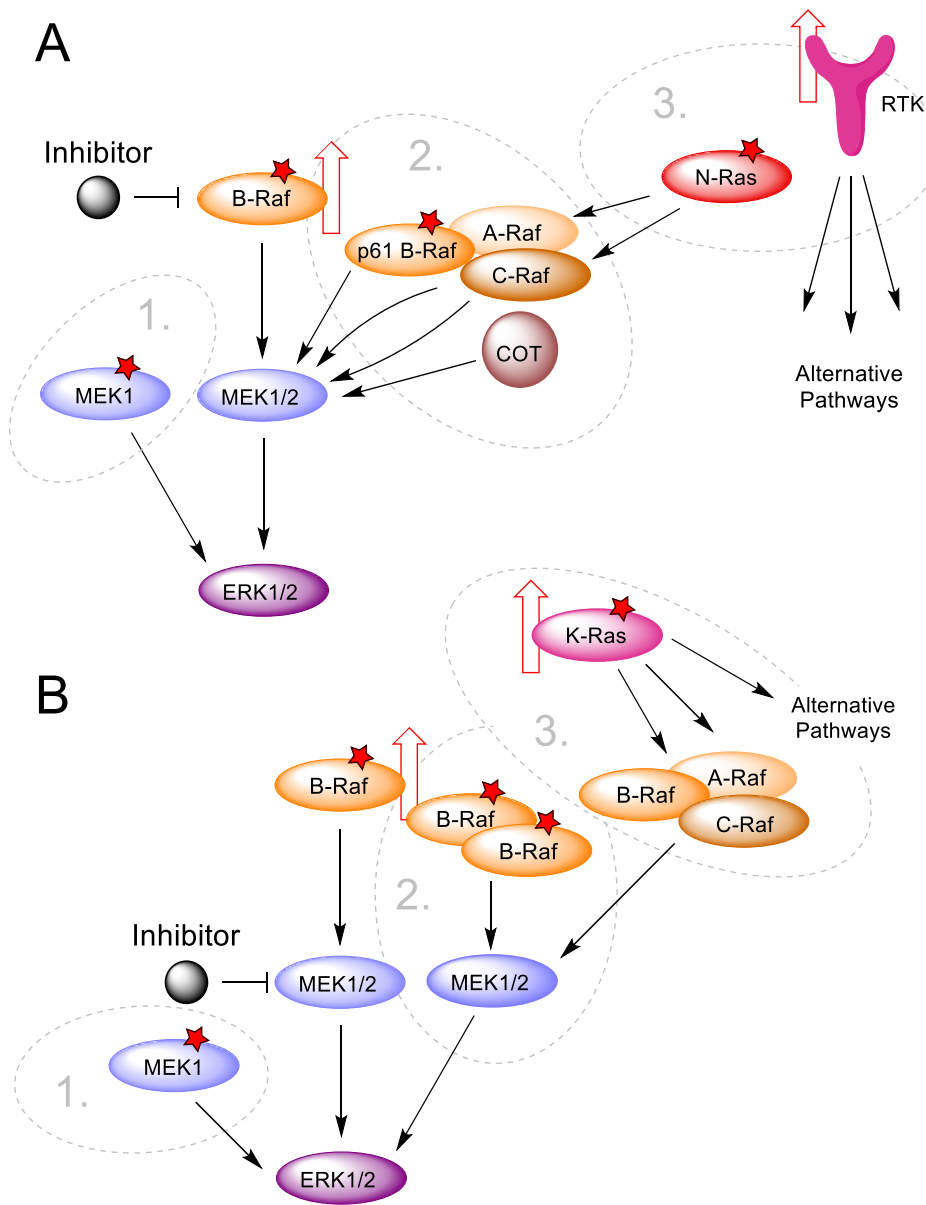 A
3.
RTK
Inhibitor
2.
B-Raf
N-Ras
A-Raf
p61 B-Raf
C-Raf
1.
COT
MEK1
MEK1/2
Alternative
Pathways
ERK1/2
B
K-Ras
Alternative
Pathways
3.
B-Raf
A-Raf
B-Raf
B-Raf
C-Raf
B-Raf
2.
Inhibitor
MEK1/2
MEK1/2
MEK1
1.
ERK1/2